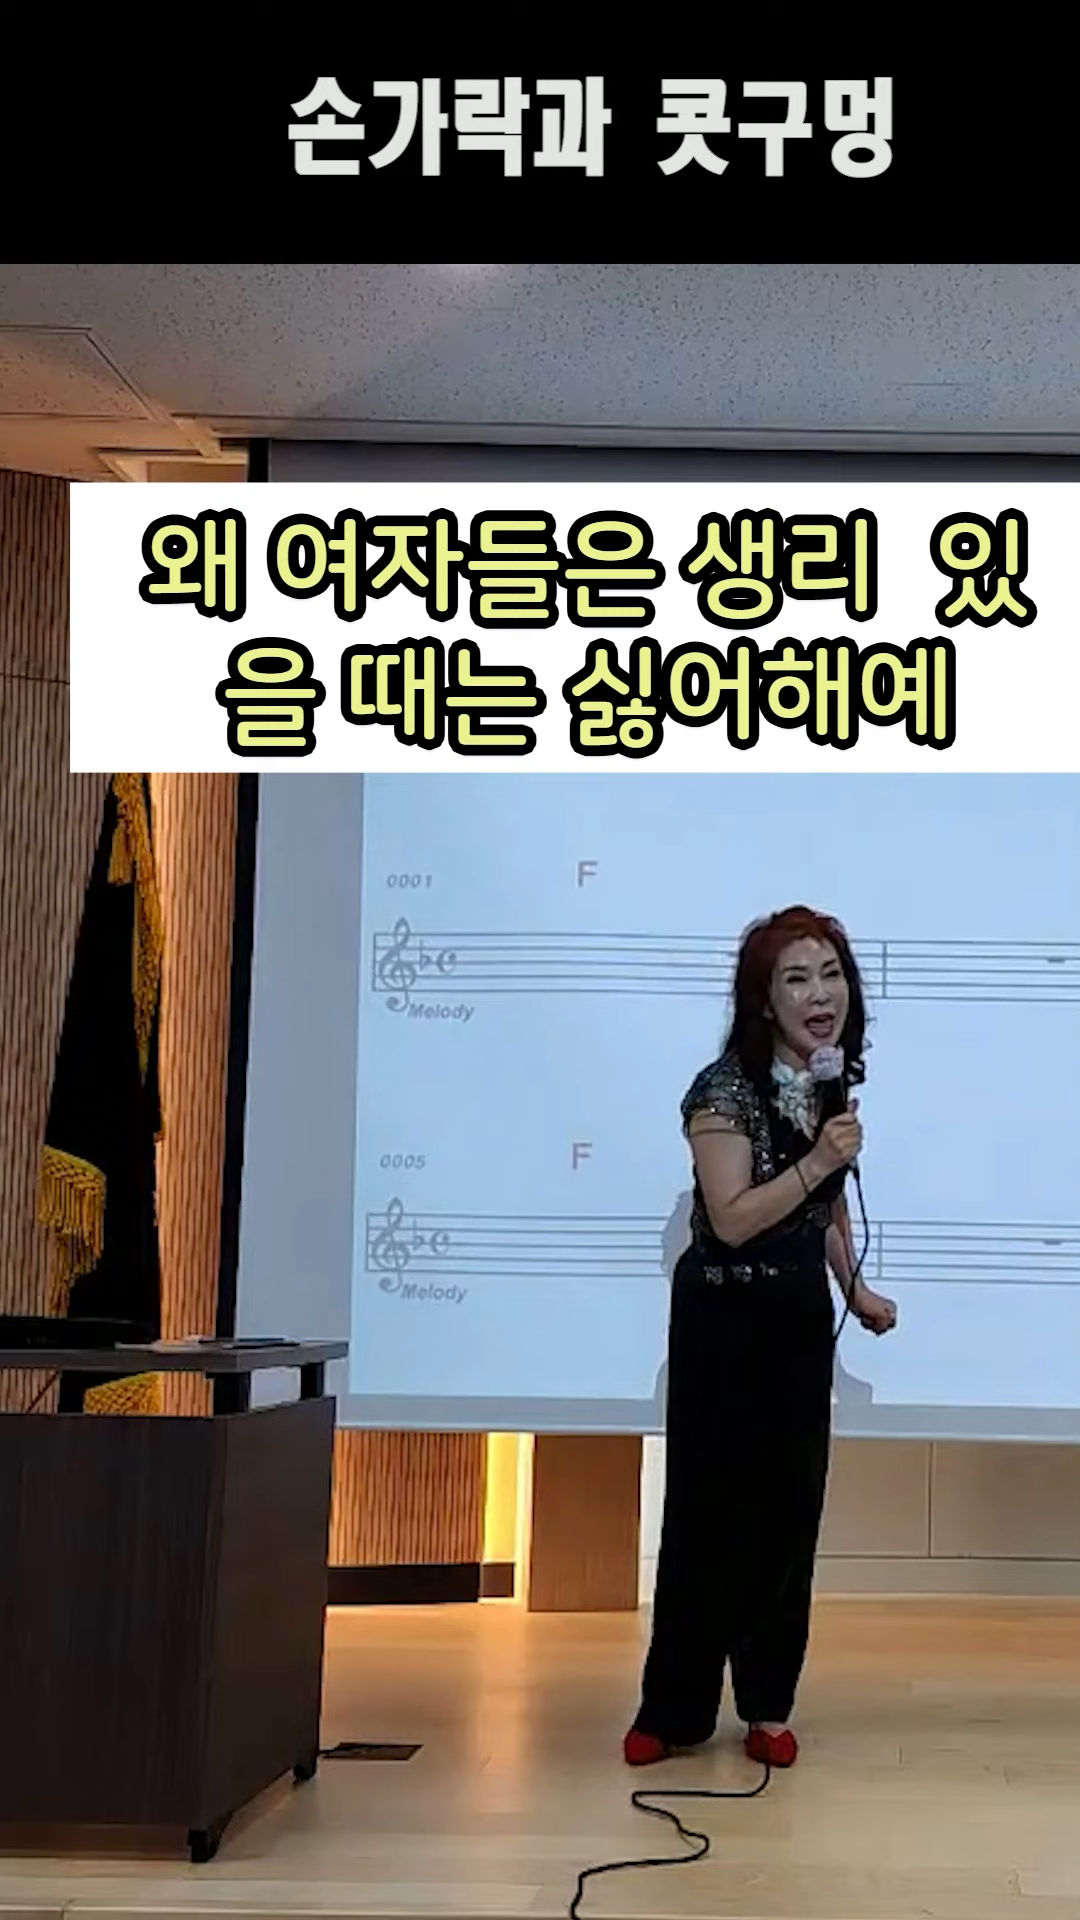 손가락과 콧구멍
왜 여자들은 생리 있
을 때는 싫어해예
0001 F
Melody
0005 F
Melody